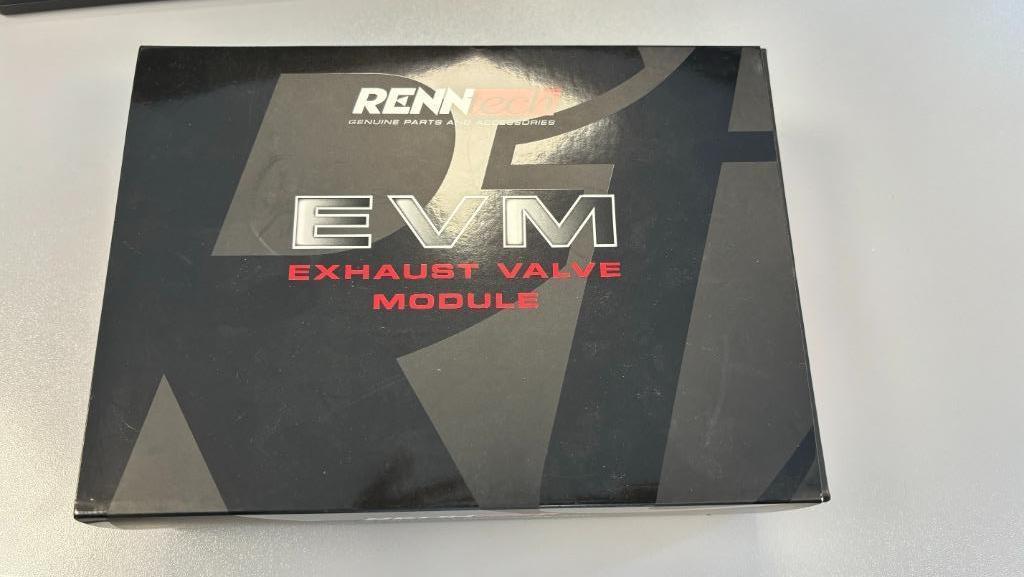 RENNtech
GENUINE PARTS AND ACCESSORIES
EVM
EXHAUST VALVE
MODULE